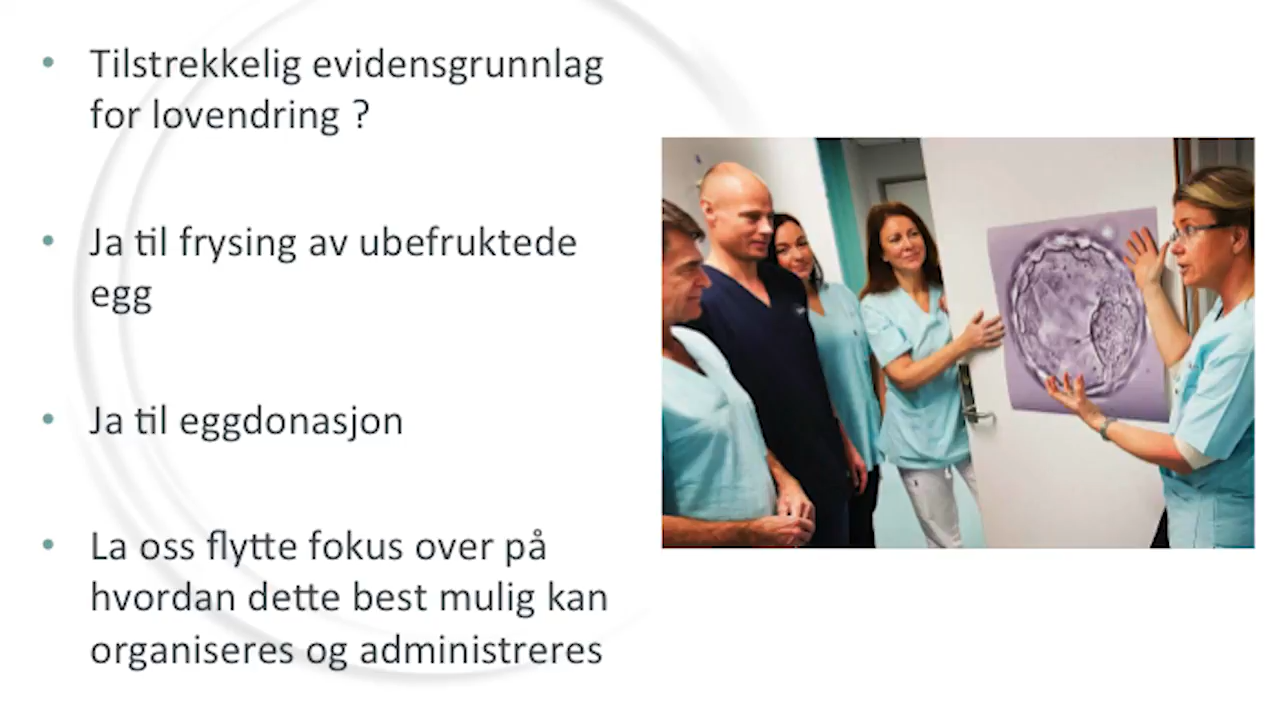 • Tilstrekkelig evidensgrunnlag
for lovendring ?
• Ja til frysing av ubefruktede
egg
• Ja til eggdonasjon
• La oss flytte fokus over på
hvordan dette best mulig kan
organiseres og administreres